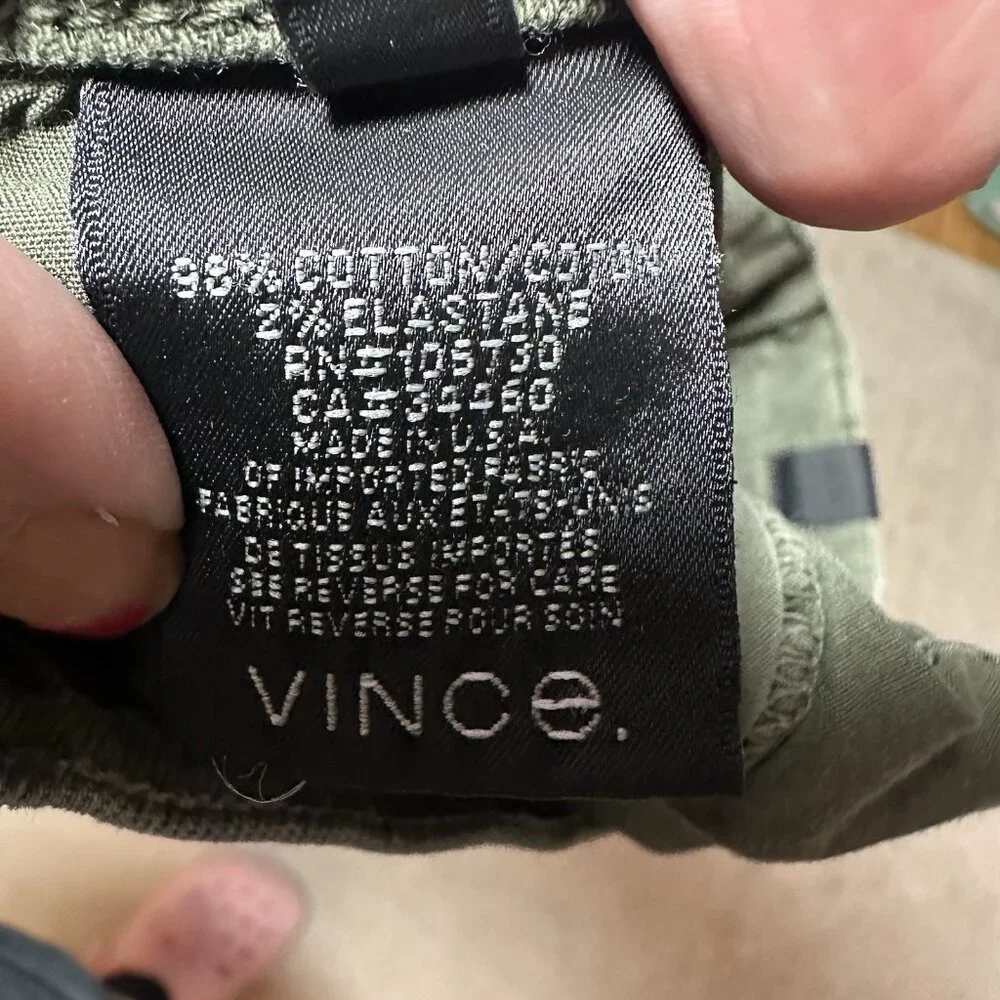 98% COTTON/COTON
2% ELASTANE
RN# 105730
CA# 34460
MADE IN U.S.A.
OF IMPORTED FABRIC
FABRIQUE AUX ETATS-UNIS
DE TISSUS IMPORTES
SEE REVERSE FOR CARE
VIT REVERSE POUR SOIN
VINCE.